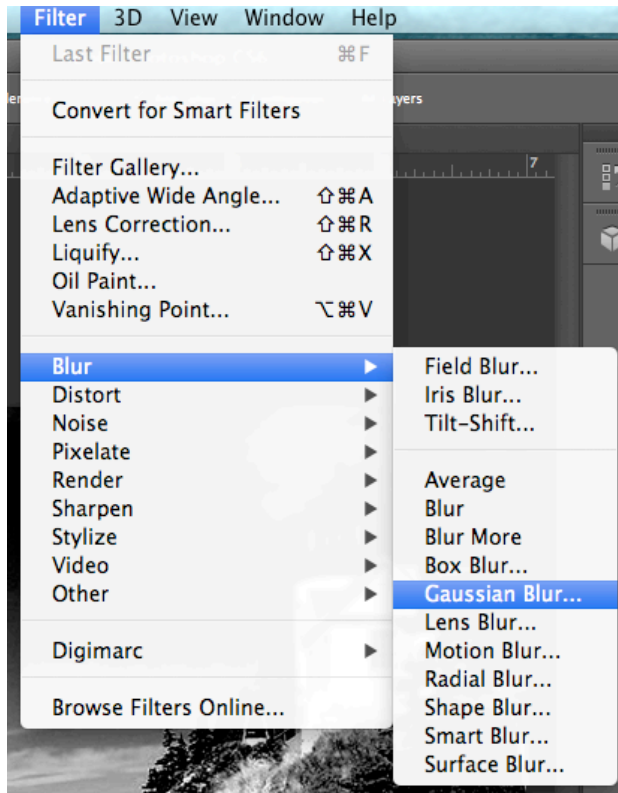 Filter 3D View Window Help
Last Filter ⌘F
Convert for Smart Filters
yers
7
Filter Gallery...
Adaptive Wide Angle... ⇧⌘A
Lens Correction... ⇧⌘R
Liquify... ⇧⌘X
Oil Paint...
Vanishing Point... ⌥⌘V
Blur
Distort
Noise
Pixelate
Render
Sharpen
Stylize
Video
Other
Digimarc
Browse Filters Online...
Field Blur...
Iris Blur...
Tilt-Shift...
Average
Blur
Blur More
Box Blur...
Gaussian Blur...
Lens Blur...
Motion Blur...
Radial Blur...
Shape Blur...
Smart Blur...
Surface Blur...